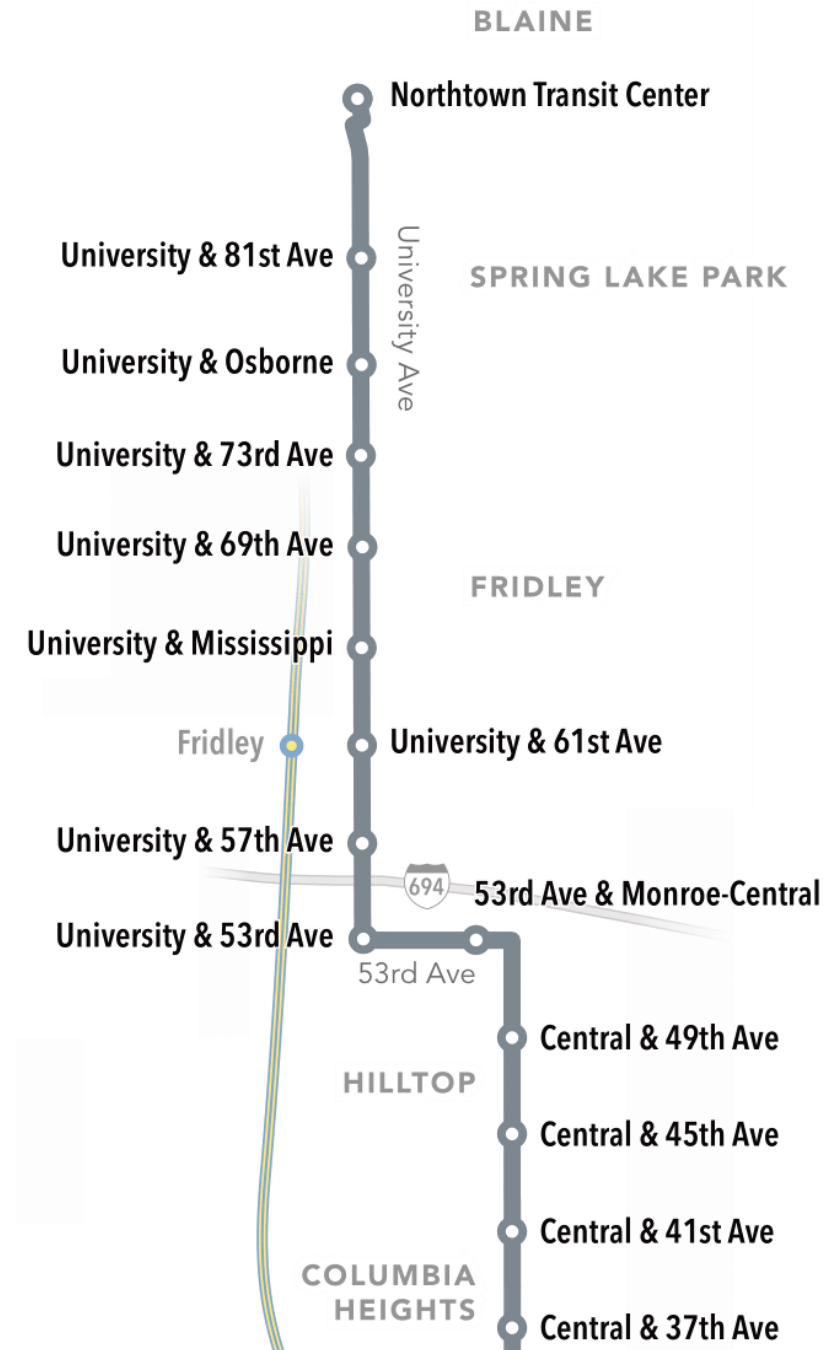 BLAINE
Northtown Transit Center
University & 81st Ave
University Ave
SPRING LAKE PARK
University & Osborne
University & 73rd Ave
University & 69th Ave
FRIDLEY
University & Mississippi
Fridley
University & 61st Ave
University & 57th Ave
694
53rd Ave & Monroe-Central
University & 53rd Ave
53rd Ave
Central & 49th Ave
HILLTOP
Central & 45th Ave
Central & 41st Ave
COLUMBIA
HEIGHTS
Central & 37th Ave